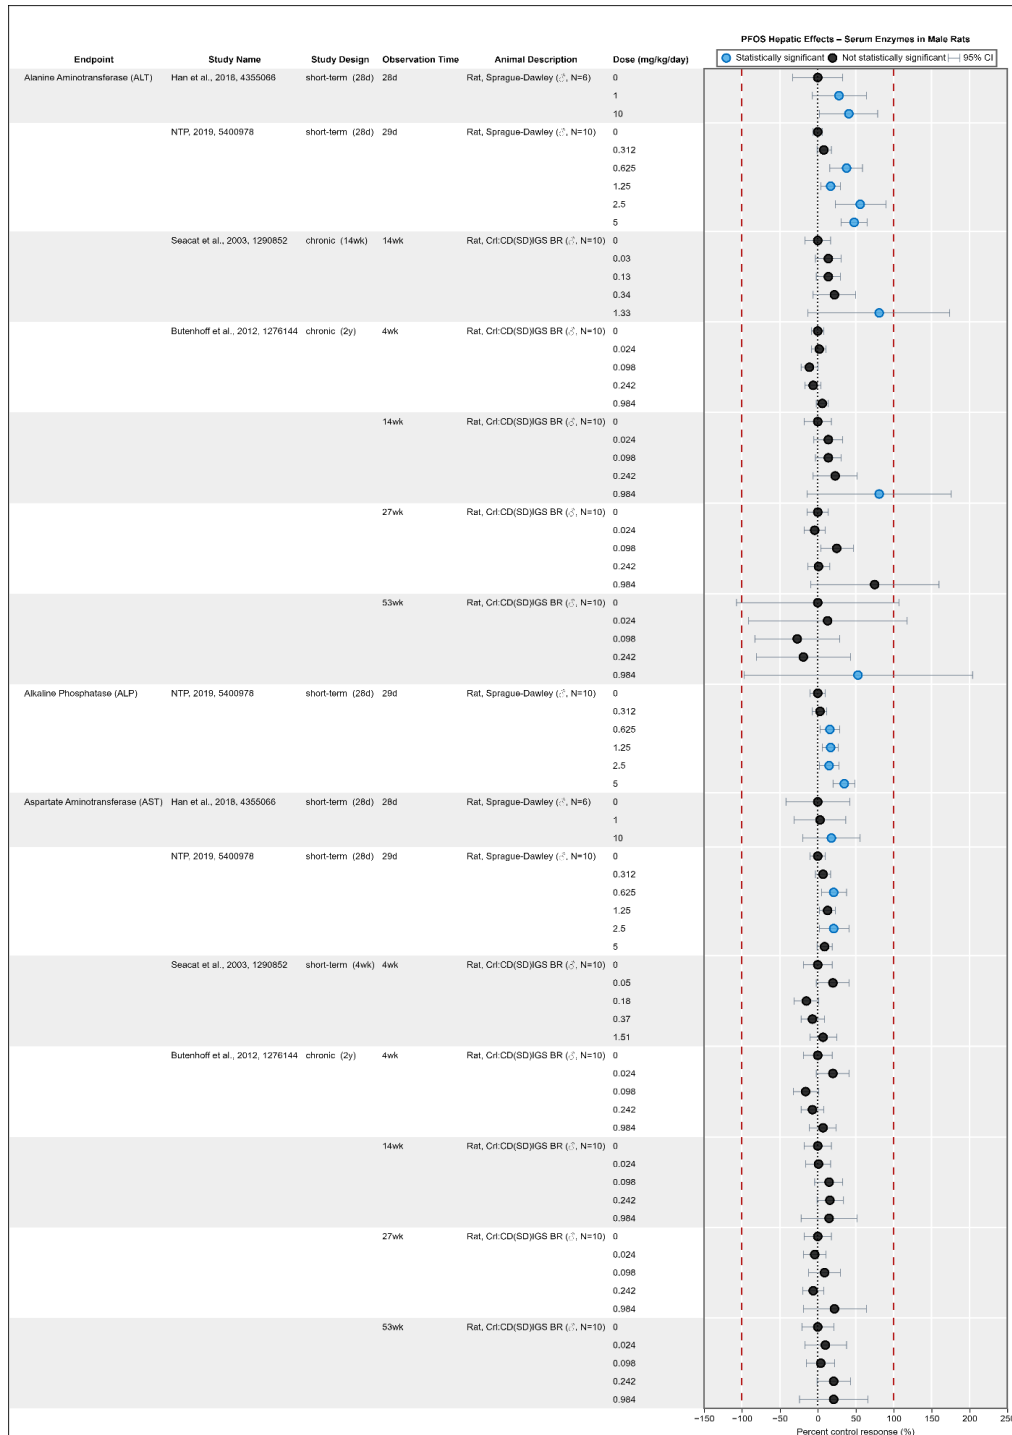 PFOS Hepatic Effects – Serum Enzymes in Male Rats
Endpoint Study Name Study Design Observation Time Animal Description Dose (mg/kg/day)
Statistically significant Not statistically significant 95% CI
Alanine Aminotransferase (ALT) Han et al., 2018, 4355066 short-term (28d) 28d Rat, Sprague-Dawley (♂, N=6) 0
1
10
NTP, 2019, 5400978 short-term (28d) 29d Rat, Sprague-Dawley (♂, N=10) 0
0.312
0.625
1.25
2.5
5
Seacat et al., 2003, 1290852 chronic (14wk) 14wk Rat, Crl:CD(SD)IGS BR (♂, N=10) 0
0.03
0.13
0.34
1.33
Butenhoff et al., 2012, 1276144 chronic (2y) 4wk Rat, Crl:CD(SD)IGS BR (♂, N=10) 0
0.024
0.098
0.242
0.984
14wk Rat, Crl:CD(SD)IGS BR (♂, N=10) 0
0.024
0.098
0.242
0.984
27wk Rat, Crl:CD(SD)IGS BR (♂, N=10) 0
0.024
0.098
0.242
0.984
53wk Rat, Crl:CD(SD)IGS BR (♂, N=10) 0
0.024
0.098
0.242
0.984
Alkaline Phosphatase (ALP) NTP, 2019, 5400978 short-term (28d) 29d Rat, Sprague-Dawley (♂, N=10) 0
0.312
0.625
1.25
2.5
5
Aspartate Aminotransferase (AST) Han et al., 2018, 4355066 short-term (28d) 28d Rat, Sprague-Dawley (♂, N=6) 0
1
10
NTP, 2019, 5400978 short-term (28d) 29d Rat, Sprague-Dawley (♂, N=10) 0
0.312
0.625
1.25
2.5
5
Seacat et al., 2003, 1290852 short-term (4wk) 4wk Rat, Crl:CD(SD)IGS BR (♂, N=10) 0
0.05
0.18
0.37
1.51
Butenhoff et al., 2012, 1276144 chronic (2y) 4wk Rat, Crl:CD(SD)IGS BR (♂, N=10) 0
0.024
0.098
0.242
0.984
14wk Rat, Crl:CD(SD)IGS BR (♂, N=10) 0
0.024
0.098
0.242
0.984
27wk Rat, Crl:CD(SD)IGS BR (♂, N=10) 0
0.024
0.098
0.242
0.984
53wk Rat, Crl:CD(SD)IGS BR (♂, N=10) 0
0.024
0.098
0.242
0.984
−150 −100 −50 0 50 100 150 200 250
Percent control response (%)